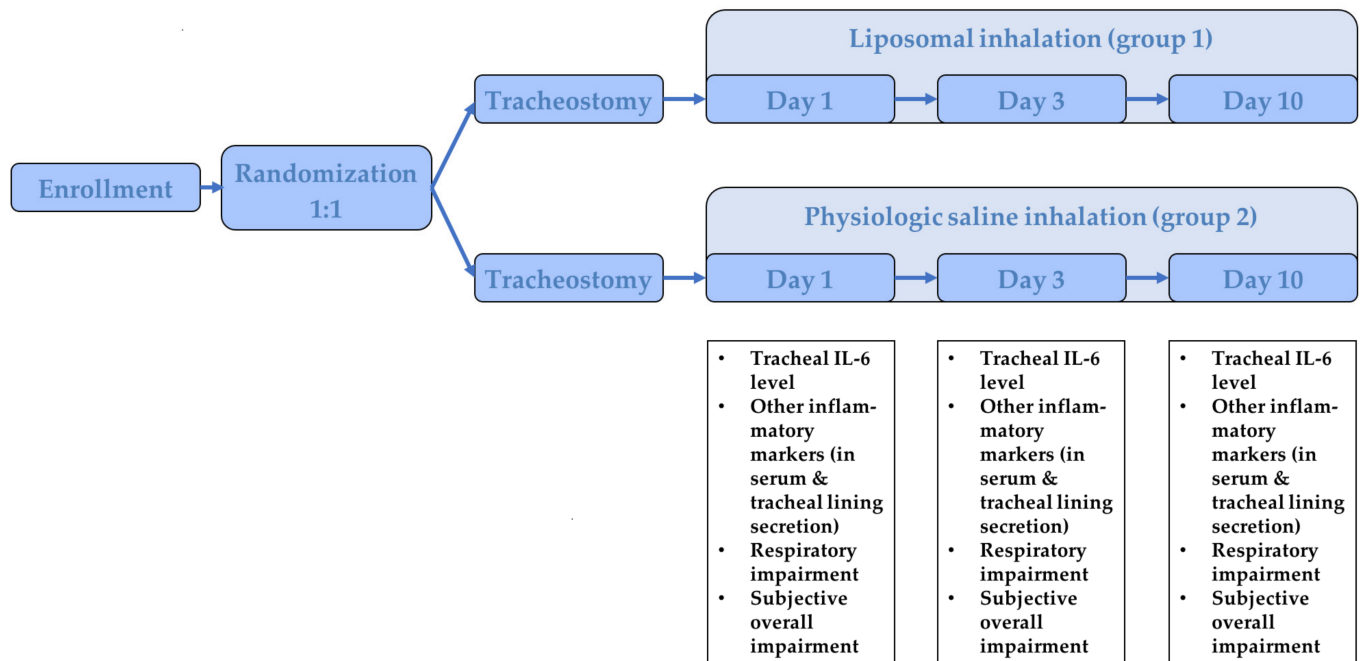 Liposomal inhalation (group 1)
Tracheostomy
Day 1
Day 3
Day 10
Enrollment
Randomization
1:1
Physiologic saline inhalation (group 2)
Tracheostomy
Day 1
Day 3
Day 10
• Tracheal IL-6
level
• Other inflam-
matory
markers (in
serum &
tracheal lining
secretion)
• Respiratory
impairment
• Subjective
overall
impairment
• Tracheal IL-6
level
• Other inflam-
matory
markers (in
serum &
tracheal lining
secretion)
• Respiratory
impairment
• Subjective
overall
impairment
• Tracheal IL-6
level
• Other inflam-
matory
markers (in
serum &
tracheal lining
secretion)
• Respiratory
impairment
• Subjective
overall
impairment